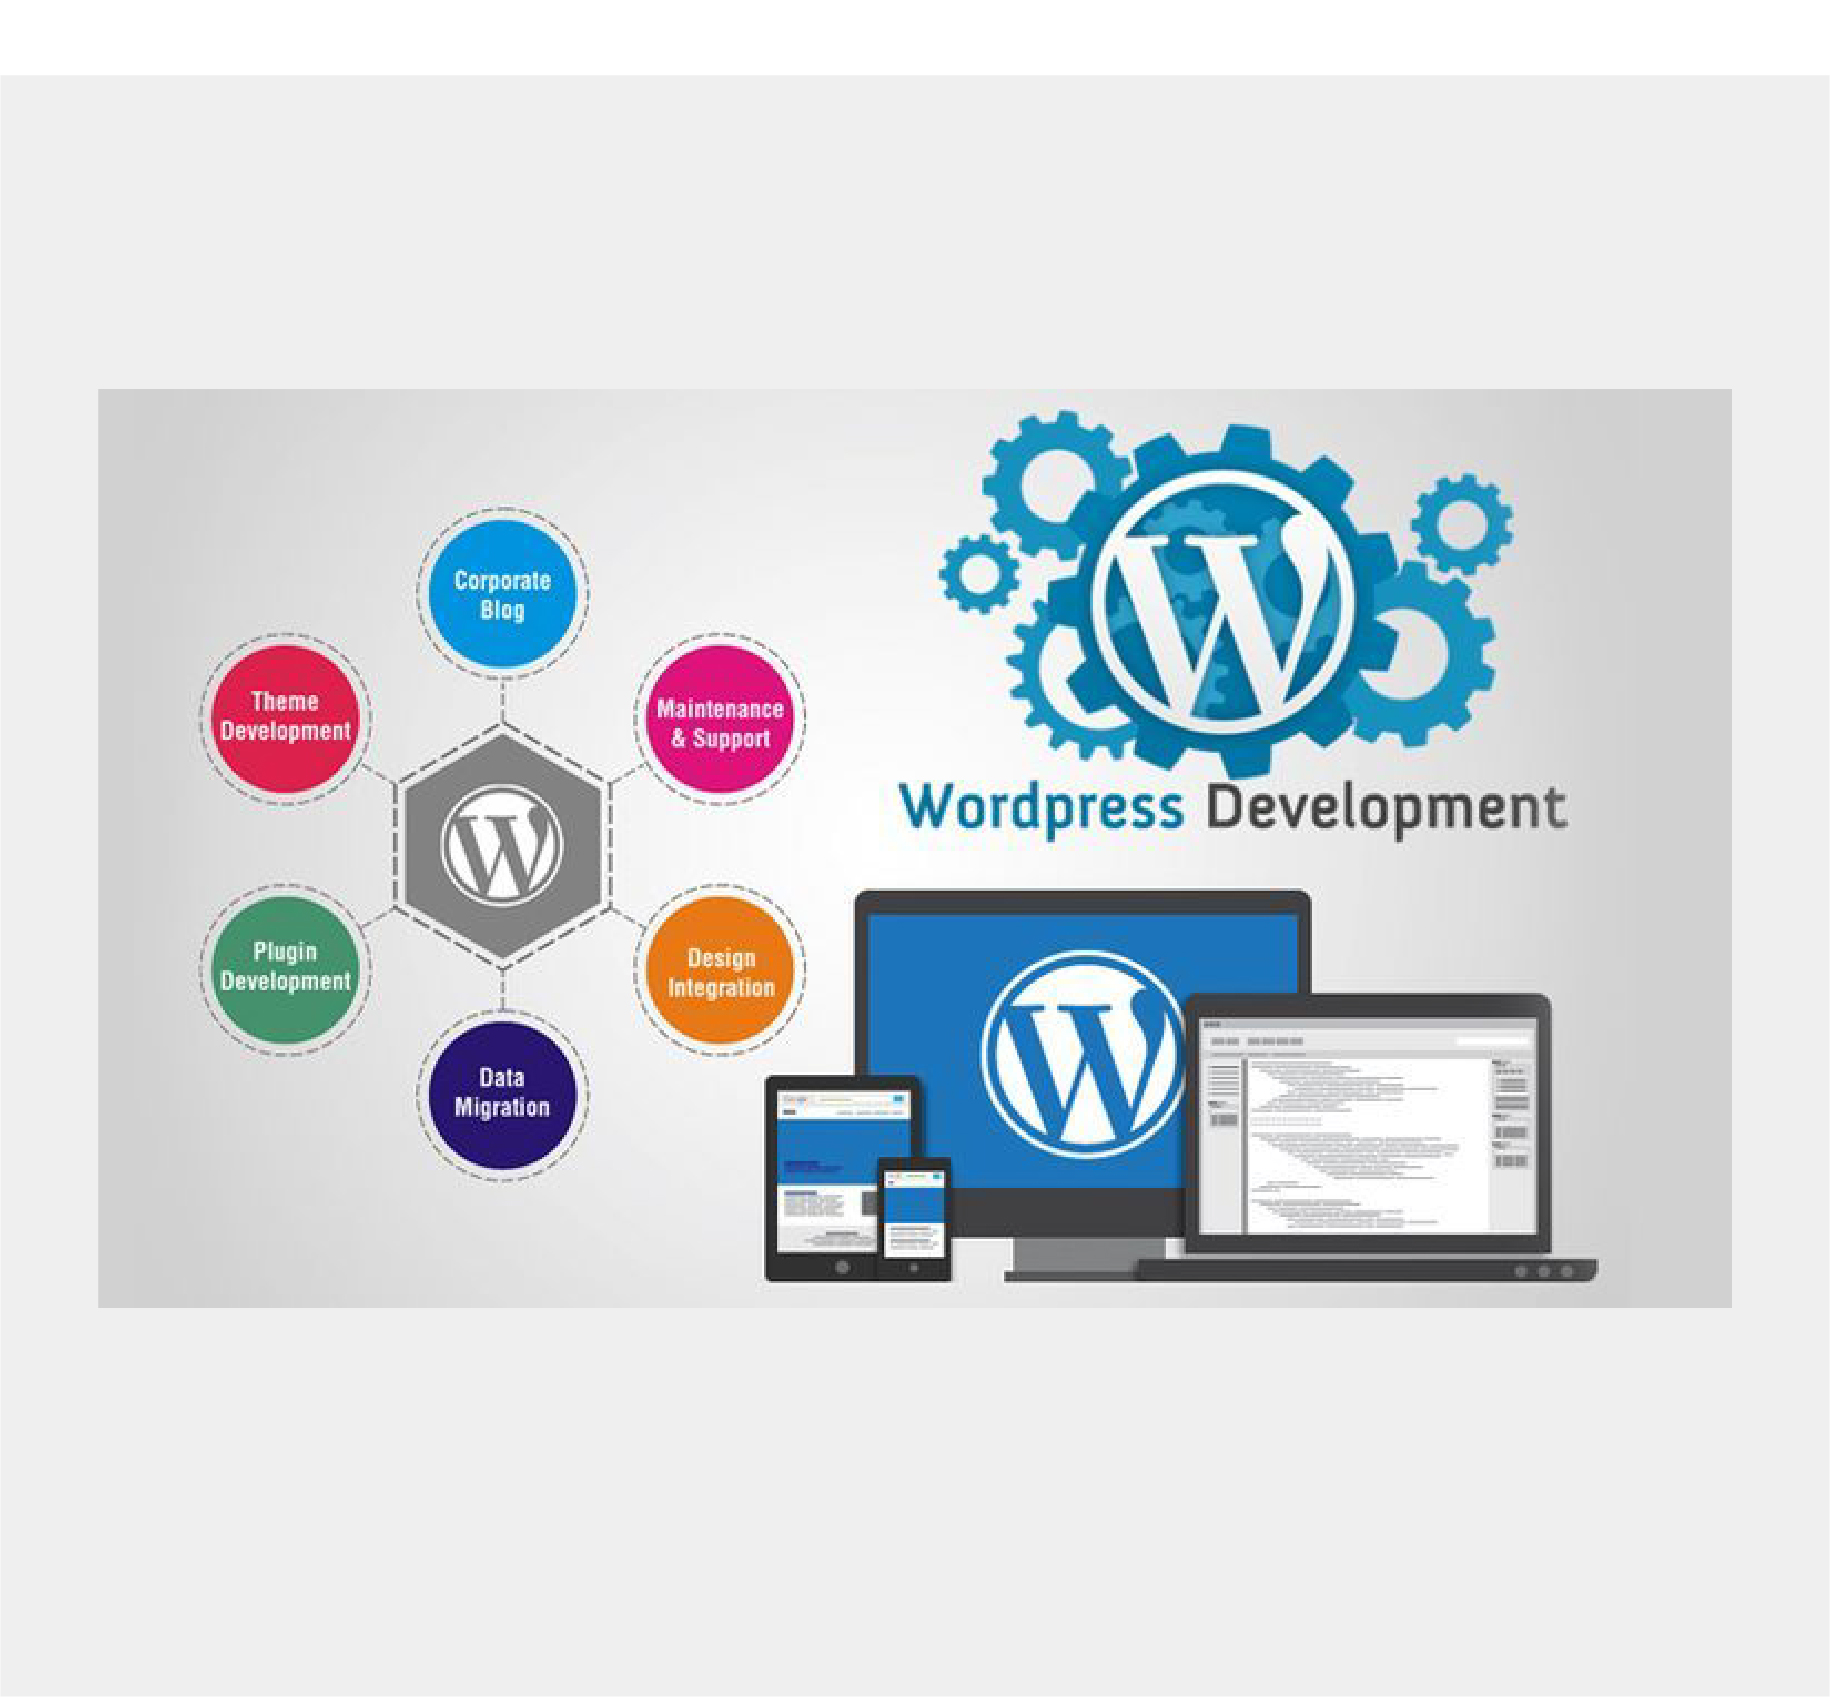 Corporate
Blog
Theme
Development
Maintenance
& Support
Plugin
Development
Design
Integration
Data
Migration
Wordpress Development